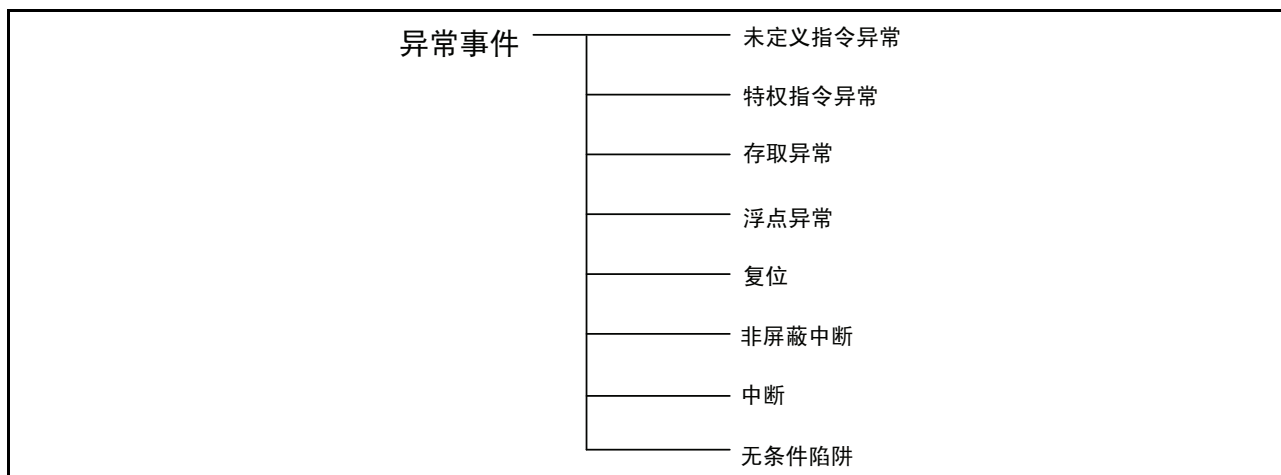 异常事件
未定义指令异常
特权指令异常
存取异常
浮点异常
复位
非屏蔽中断
中断
无条件陷阱